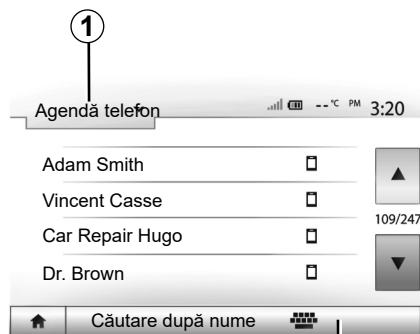 1
Agendă telefon
--°C PM 3:20
Adam Smith
Vincent Casse
109/247
Car Repair Hugo
Dr. Brown
Căutare după nume